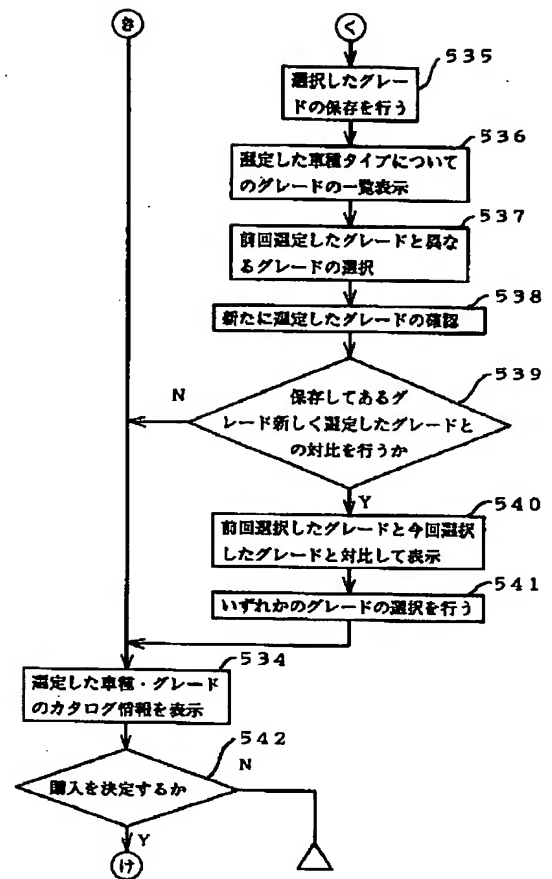 き
く
535
選択したグレー
ドの保存を行う
536
選定した車種タイプについて
のグレードの一覧表示
537
前回選定したグレードと異な
るグレードの選択
538
新たに選定したグレードの確認
539
保存してあるグ
レード新しく選定したグレードと
の対比を行うか
N
Y
540
前回選択したグレードと今回選択
したグレードと対比して表示
541
いずれかのグレードの選択を行う
534
選定した車種・グレード
のカタログ情報を表示
542
購入を決定するか
N
Y
け